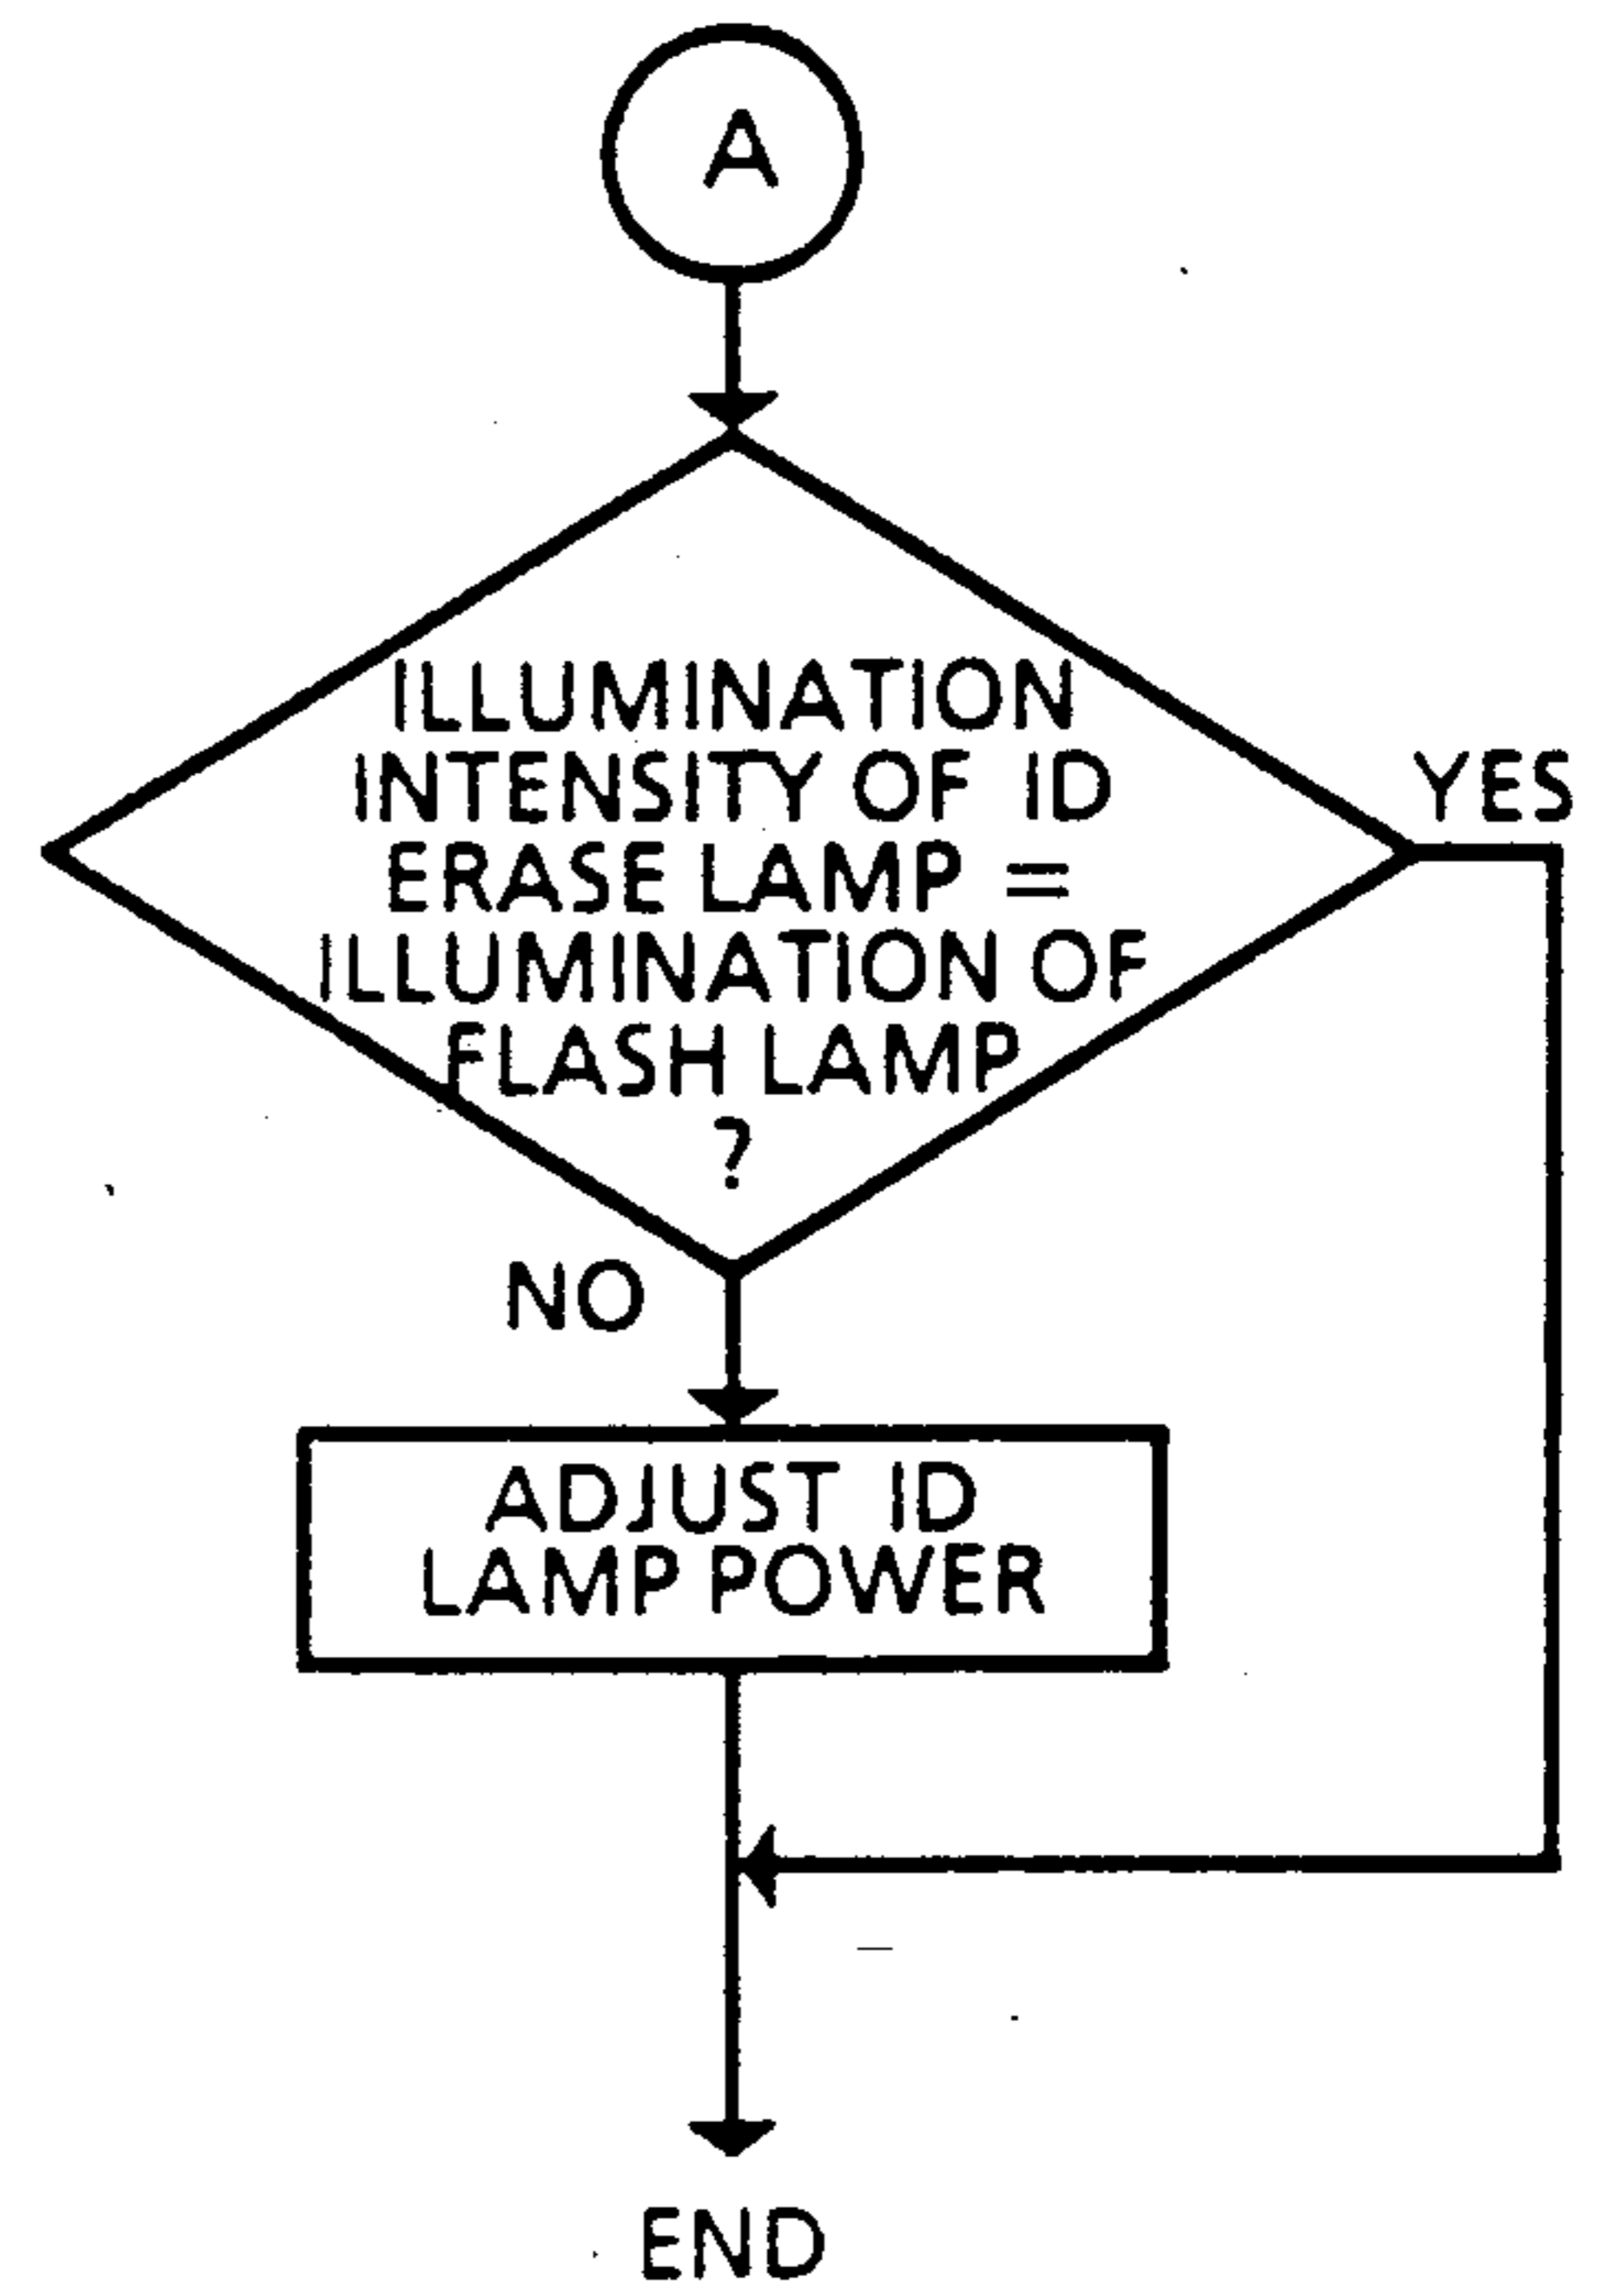 A
ILLUMINATION
INTENSITY OF ID
ERASE LAMP =
ILLUMINATION OF
FLASH LAMP
?
YES
NO
ADJUST ID
LAMP POWER
END